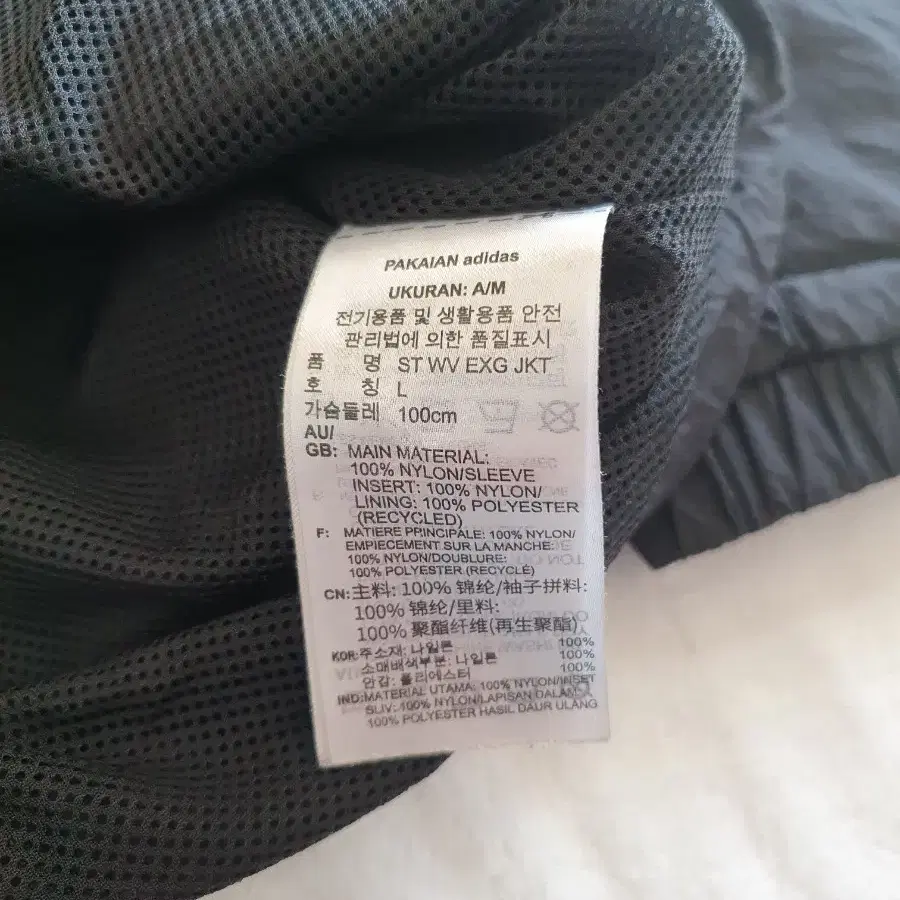 PAKAIAN adidas
UKURAN: A/M
전기용품 및 생활용품 안전
관리법에 의한 품질표시
품 명 ST WV EXG JKT
호 칭 L
가슴둘레 100cm
AU/
GB: MAIN MATERIAL:
100% NYLON/SLEEVE
INSERT: 100% NYLON/
LINING: 100% POLYESTER
(RECYCLED)
F: MATIERE PRINCIPALE: 100% NYLON/
EMPIECEMENT SUR LA MANCHE:
100% NYLON/DOUBLURE:
100% POLYESTER (RECYCLÉ)
CN: 主料: 100% 锦纶/袖子拼料:
100% 锦纶/里料:
100% 聚酯纤维(再生聚酯)
KOR: 주소재: 나일론 100%
소매배색부분: 나일론 100%
안감: 폴리에스터 100%
IND: MATERIAL UTAMA: 100% NYLON/INSET
SLIV: 100% NYLON/LAPISAN DALAM:
100% POLYESTER HASIL DAUR ULANG